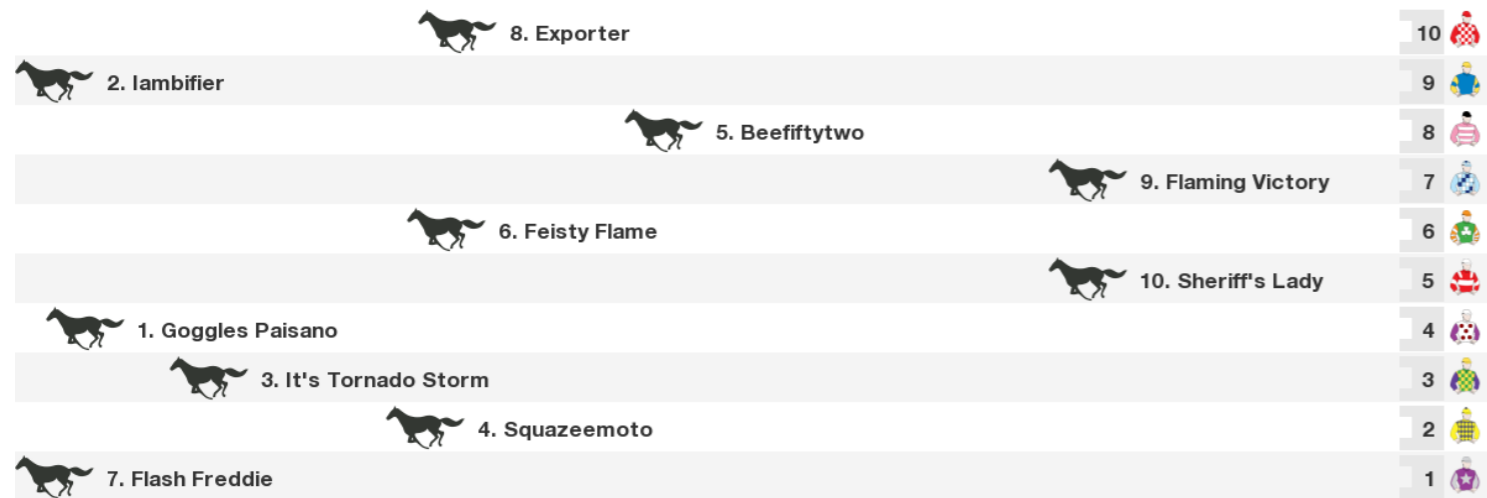 8. Exporter 10
2. Iambifier 9
5. Beefiftytwo 8
9. Flaming Victory 7
6. Feisty Flame 6
10. Sheriff's Lady 5
1. Goggles Paisano 4
3. It's Tornado Storm 3
4. Squazeemoto 2
7. Flash Freddie 1